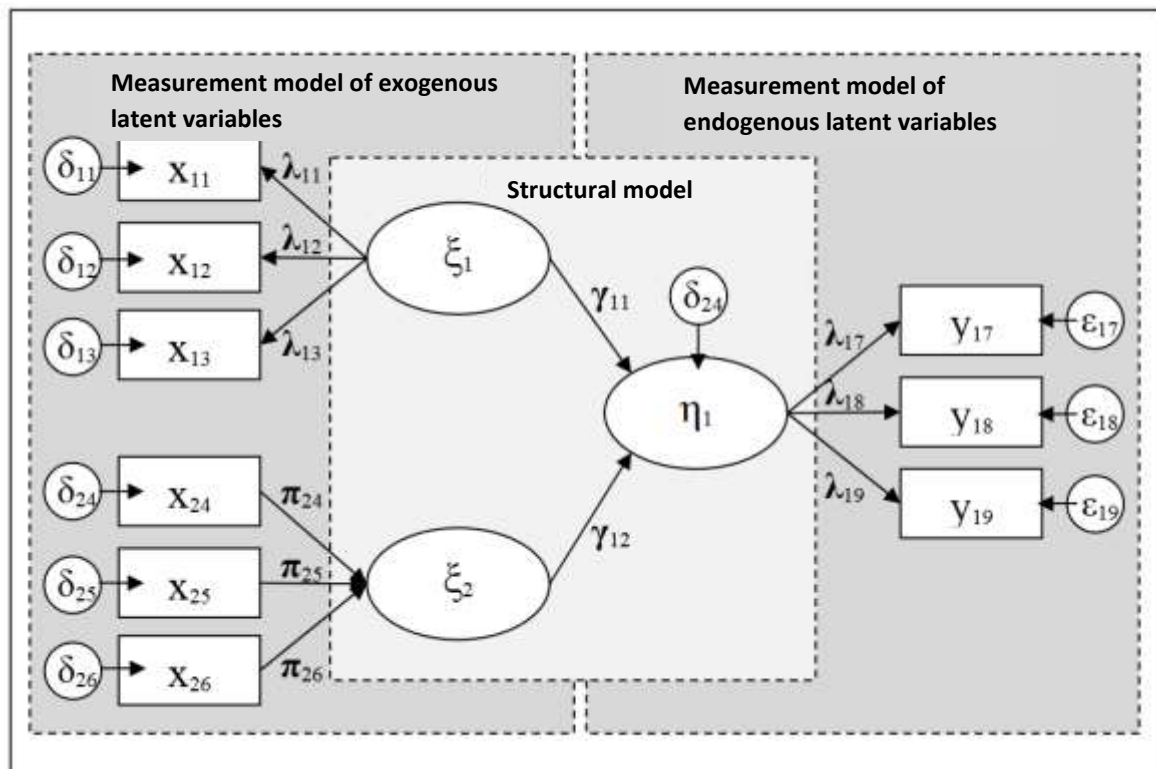 Measurement model of exogenous
latent variables
Measurement model of
endogenous latent variables
Structural model
δ11 x11 λ11
δ12 x12 λ12
δ13 x13 λ13
ξ1
γ11
δ24
η1
λ17 y17 ε17
λ18 y18 ε18
λ19 y19 ε19
δ24 x24 π24
δ25 x25 π25
δ26 x26 π26
ξ2
γ12